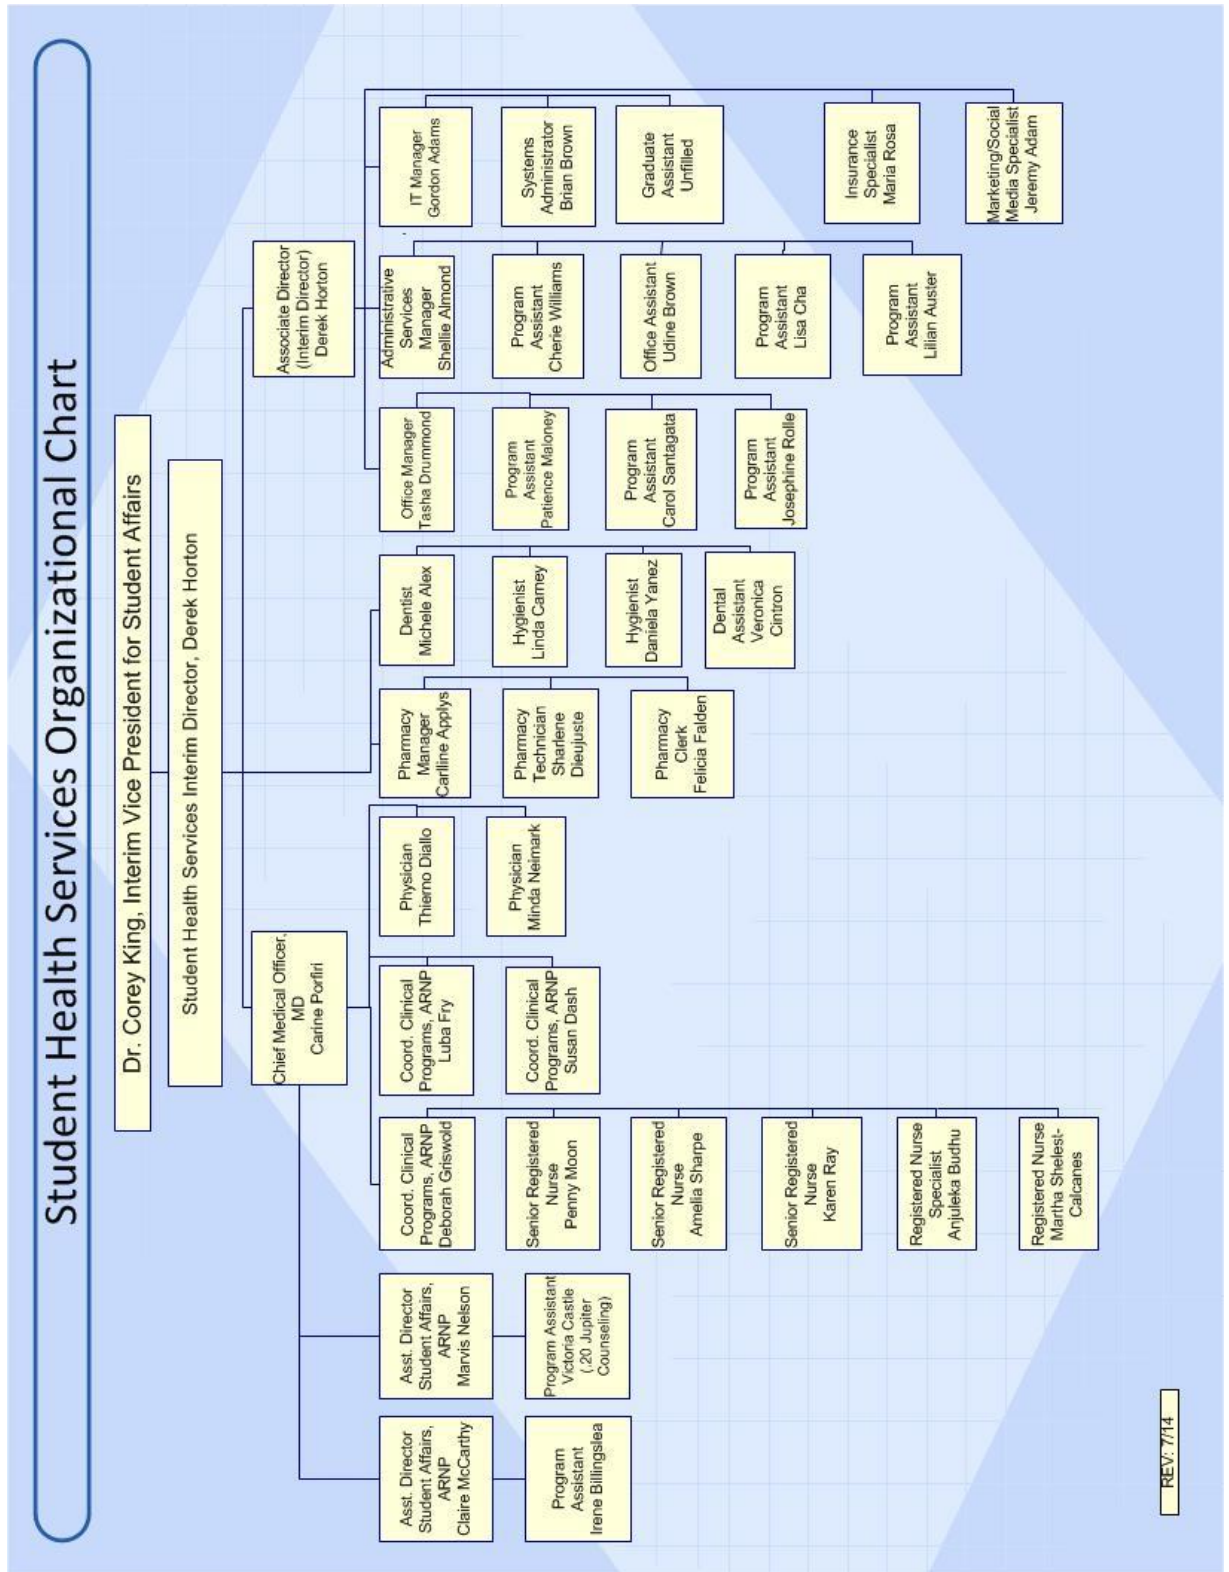 Student Health Services Organizational Chart
Dr. Corey King, Interim Vice President for Student Affairs
Student Health Services Interim Director, Derek Horton
Chief Medical Officer,
MD
Carine Porfiri
Associate Director
(Interim Director)
Derek Horton
Asst. Director
Student Affairs,
ARNP
Claire McCarthy
Program
Assistant
Irene Billingslea
Asst. Director
Student Affairs,
ARNP
Marvis Nelson
Program Assistant
Victoria Castle
(.20 Jupiter
Counseling)
Coord. Clinical
Programs, ARNP
Deborah Griswold
Senior Registered
Nurse
Penny Moon
Senior Registered
Nurse
Amelia Sharpe
Senior Registered
Nurse
Karen Ray
Registered Nurse
Specialist
Anjuleka Budhu
Registered Nurse
Martha Shelest-
Calcanes
Coord. Clinical
Programs, ARNP
Luba Fry
Coord. Clinical
Programs, ARNP
Susan Dash
Physician
Thierno Diallo
Physician
Minda Neimark
Pharmacy
Manager
Carlline Applys
Pharmacy
Technician
Sharlene
Dieujuste
Pharmacy
Clerk
Felicia Falden
Dentist
Michele Alex
Hygienist
Linda Carney
Hygienist
Daniela Yanez
Dental
Assistant
Veronica
Cintron
Office Manager
Tasha Drummond
Program
Assistant
Patience Maloney
Program
Assistant
Carol Santagata
Program
Assistant
Josephine Rolle
Administrative
Services
Manager
Shellie Almond
Program
Assistant
Cherie Williams
Office Assistant
Udine Brown
Program
Assistant
Lisa Cha
Program
Assistant
Lilian Auster
IT Manager
Gordon Adams
Systems
Administrator
Brian Brown
Graduate
Assistant
Unfilled
Insurance
Specialist
Maria Rosa
Marketing/Social
Media Specialist
Jeremy Adam
REV: 7/14